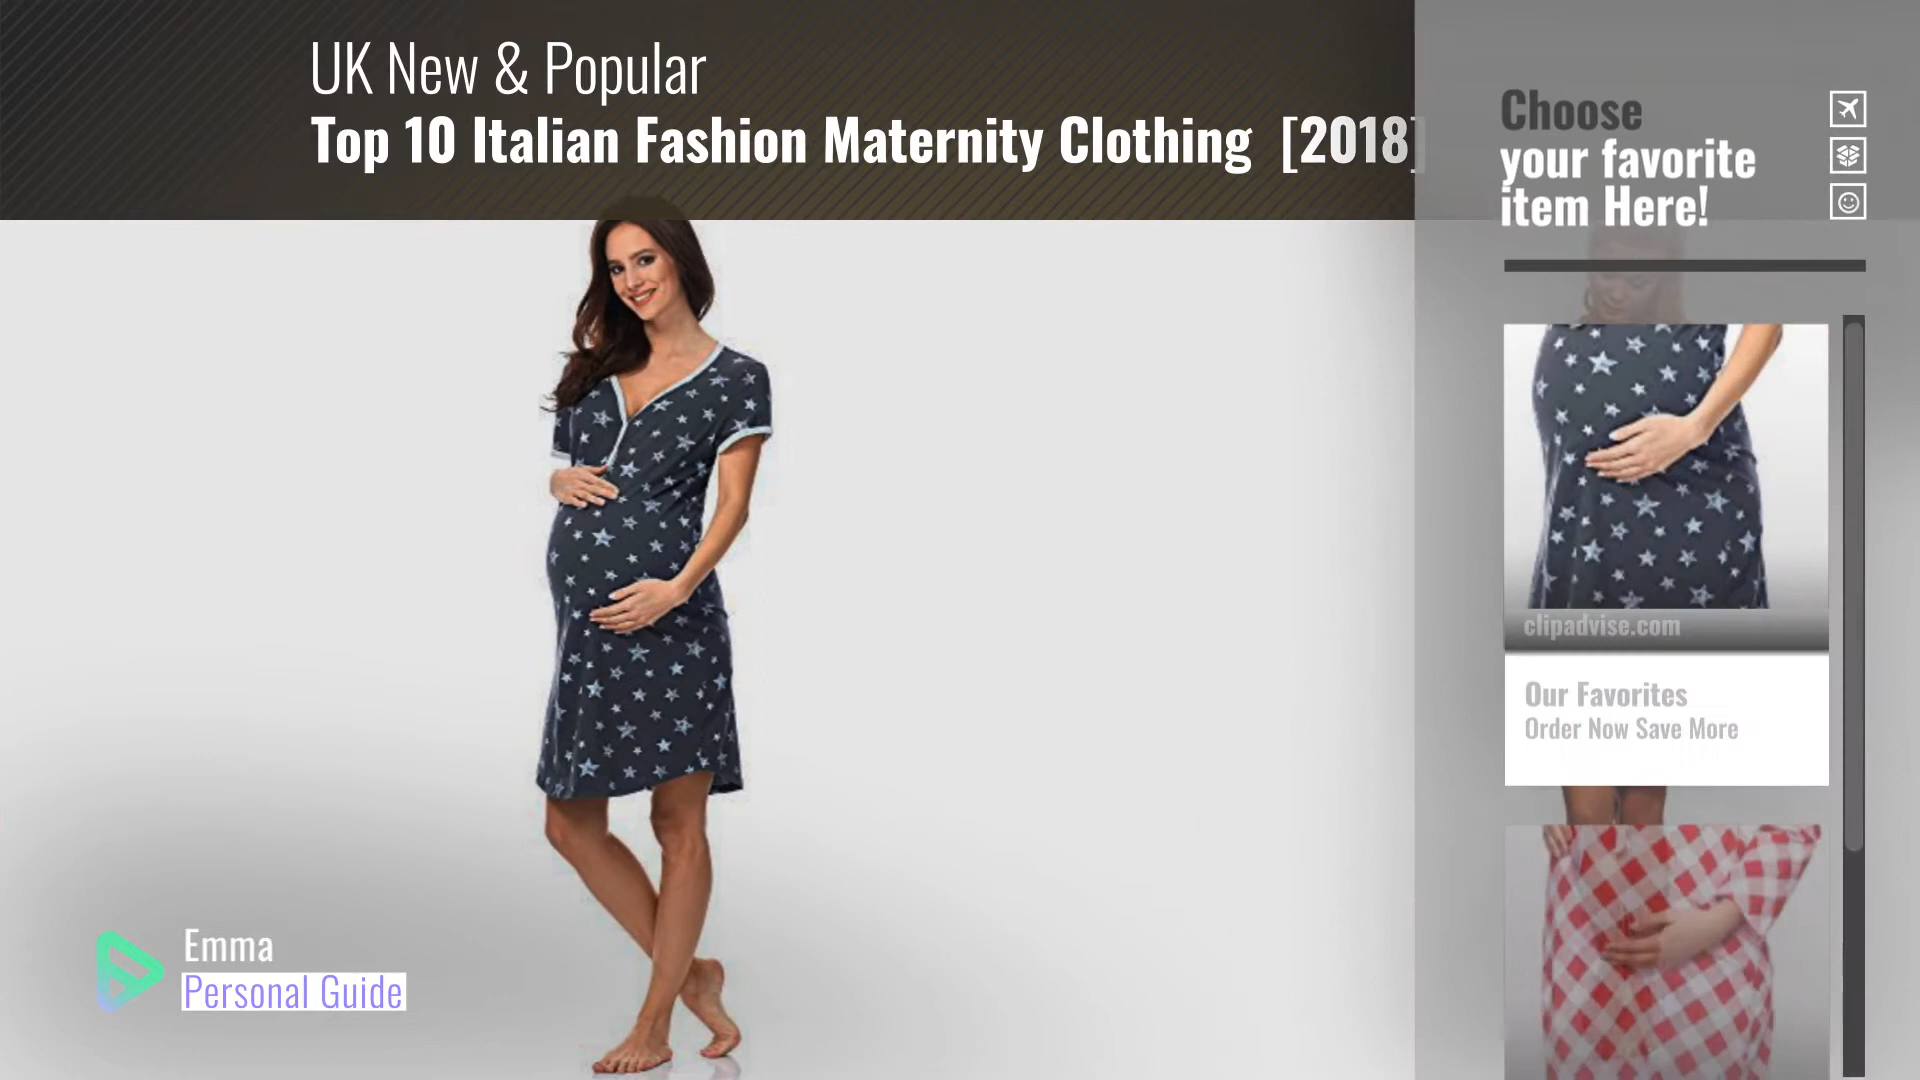 UK New & Popular
Top 10 Italian Fashion Maternity Clothing [2018]
Choose
your favorite
item Here!
clipadvise.com
Our Favorites
Order Now Save More
Emma
Personal Guide